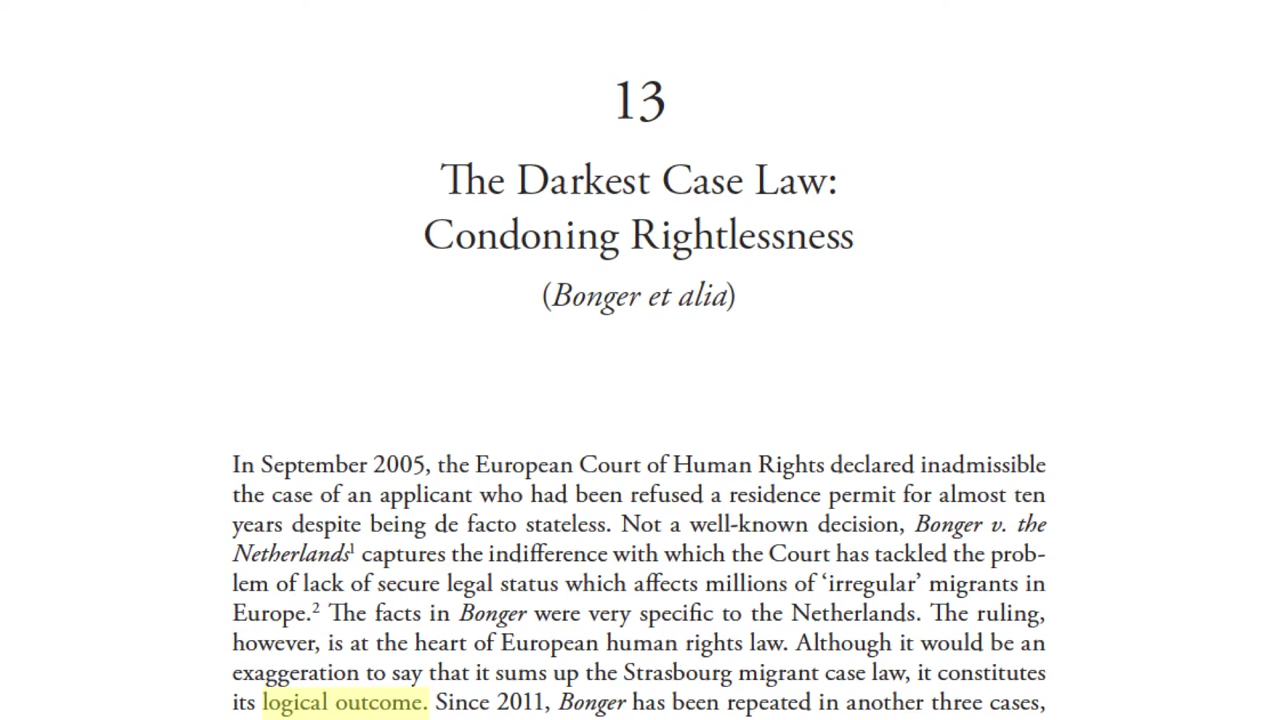 13
The Darkest Case Law:
Condoning Rightlessness
(Bonger et alia)
In September 2005, the European Court of Human Rights declared inadmissible
the case of an applicant who had been refused a residence permit for almost ten
years despite being de facto stateless. Not a well-known decision, Bonger v. the
Netherlands¹ captures the indifference with which the Court has tackled the prob-
lem of lack of secure legal status which affects millions of ‘irregular’ migrants in
Europe.² The facts in Bonger were very specific to the Netherlands. The ruling,
however, is at the heart of European human rights law. Although it would be an
exaggeration to say that it sums up the Strasbourg migrant case law, it constitutes
its logical outcome. Since 2011, Bonger has been repeated in another three cases,